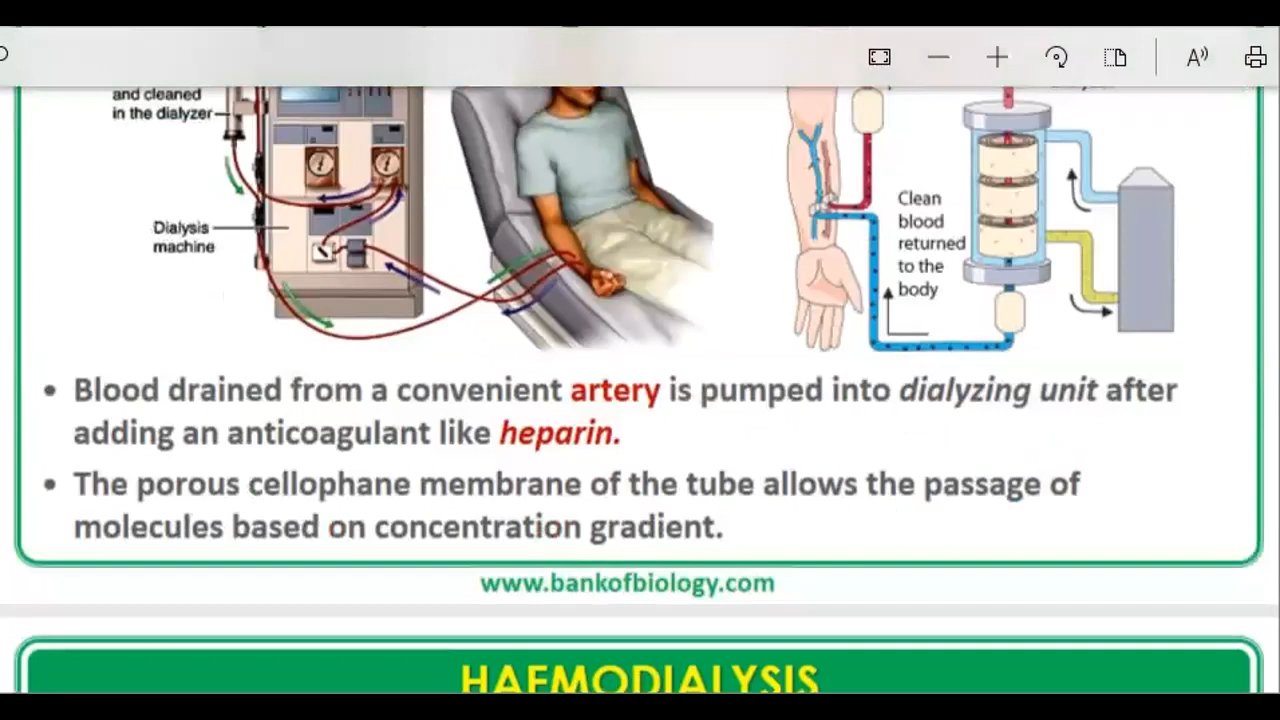 and cleaned
in the dialyzer
Dialysis
machine
Clean
blood
returned
to the
body
• Blood drained from a convenient artery is pumped into dialyzing unit after
adding an anticoagulant like heparin.
• The porous cellophane membrane of the tube allows the passage of
molecules based on concentration gradient.
www.bankofbiology.com
HAEMODIALYSIS